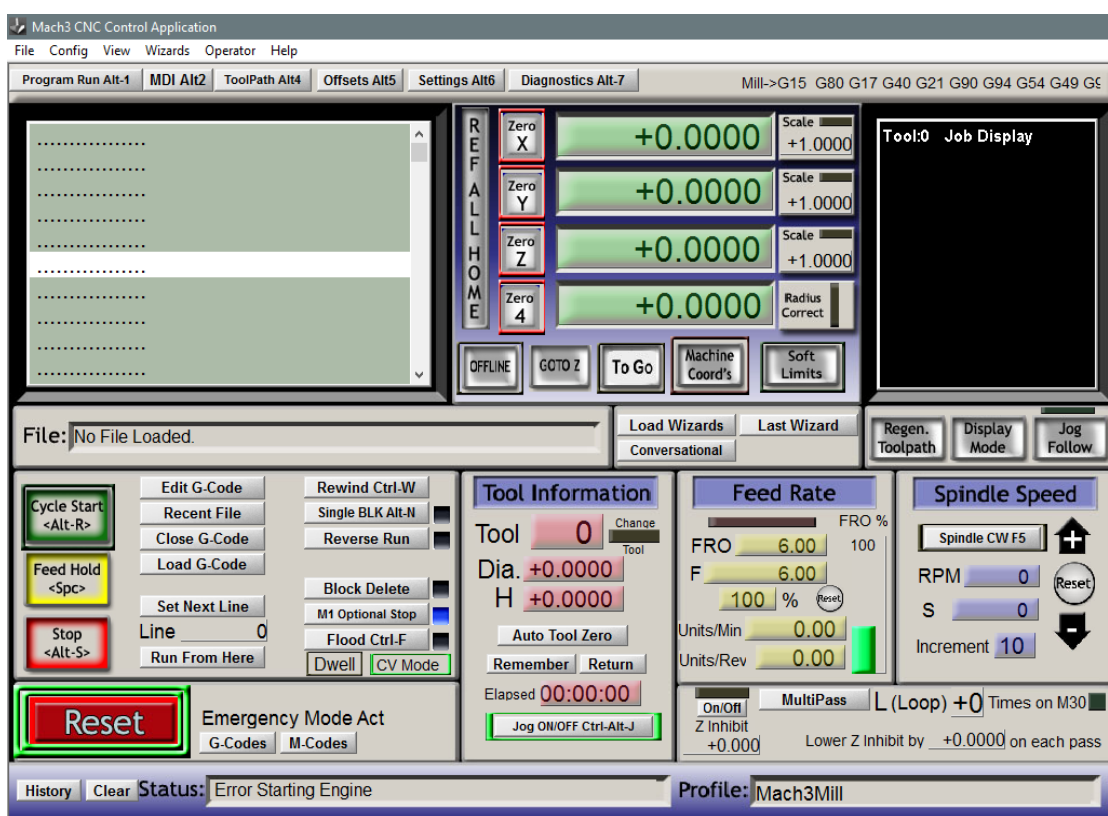 Mach3 CNC Control Application
File Config View Wizards Operator Help
Program Run Alt-1 MDI Alt2 ToolPath Alt4 Offsets Alt5 Settings Alt6 Diagnostics Alt-7 Mill->G15 G80 G17 G40 G21 G90 G94 G54 G49 G9
.................
.................
.................
.................
.................
.................
.................
.................
.................
.................
REF ALL HOME
Zero X +0.0000 Scale +1.0000
Zero Y +0.0000 Scale +1.0000
Zero Z +0.0000 Scale +1.0000
Zero 4 +0.0000 Radius Correct
OFFLINE GOTO Z To Go Machine Coord's Soft Limits
Tool:0 Job Display
File: No File Loaded.
Load Wizards Last Wizard
Conversational
Regen. Toolpath Display Mode Jog Follow
Cycle Start <Alt-R>
Feed Hold <Spc>
Stop <Alt-S>
Edit G-Code
Recent File
Close G-Code
Load G-Code
Set Next Line
Line 0
Run From Here
Rewind Ctrl-W
Single BLK Alt-N
Reverse Run
Block Delete
M1 Optional Stop
Flood Ctrl-F
Dwell CV Mode
Reset
Emergency Mode Act
G-Codes M-Codes
Tool Information
Tool 0 Change Tool
Dia. +0.0000
H +0.0000
Auto Tool Zero
Remember Return
Elapsed 00:00:00
Jog ON/OFF Ctrl-Alt-J
Feed Rate
FRO %
FRO 6.00 100
F 6.00
100 % Reset
Units/Min 0.00
Units/Rev 0.00
Spindle Speed
Spindle CW F5
RPM 0 Reset
S 0
Increment 10
On/Off MultiPass L (Loop) +0 Times on M30
Z Inhibit
+0.000 Lower Z Inhibit by +0.0000 on each pass
History Clear Status: Error Starting Engine Profile: Mach3Mill